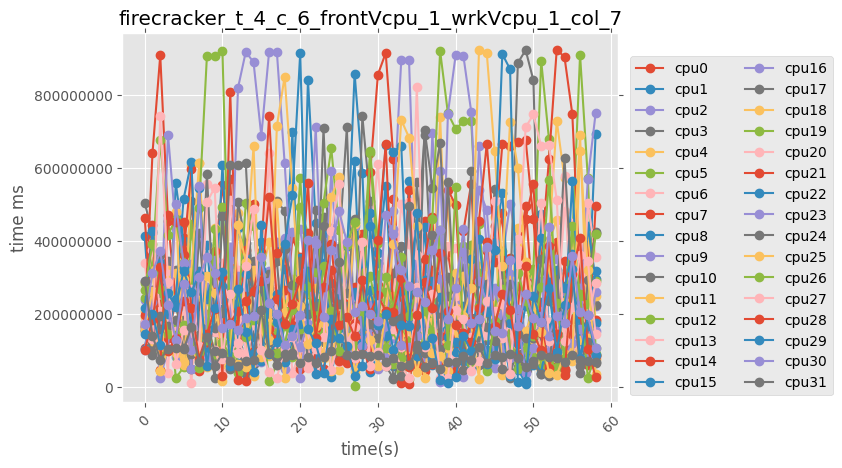 firecracker_t_4_c_6_frontVcpu_1_wrkVcpu_1_col_7
time ms
800000000
600000000
400000000
200000000
0
0
10
20
30
40
50
60
time(s)
cpu0
cpu1
cpu2
cpu3
cpu4
cpu5
cpu6
cpu7
cpu8
cpu9
cpu10
cpu11
cpu12
cpu13
cpu14
cpu15
cpu16
cpu17
cpu18
cpu19
cpu20
cpu21
cpu22
cpu23
cpu24
cpu25
cpu26
cpu27
cpu28
cpu29
cpu30
cpu31